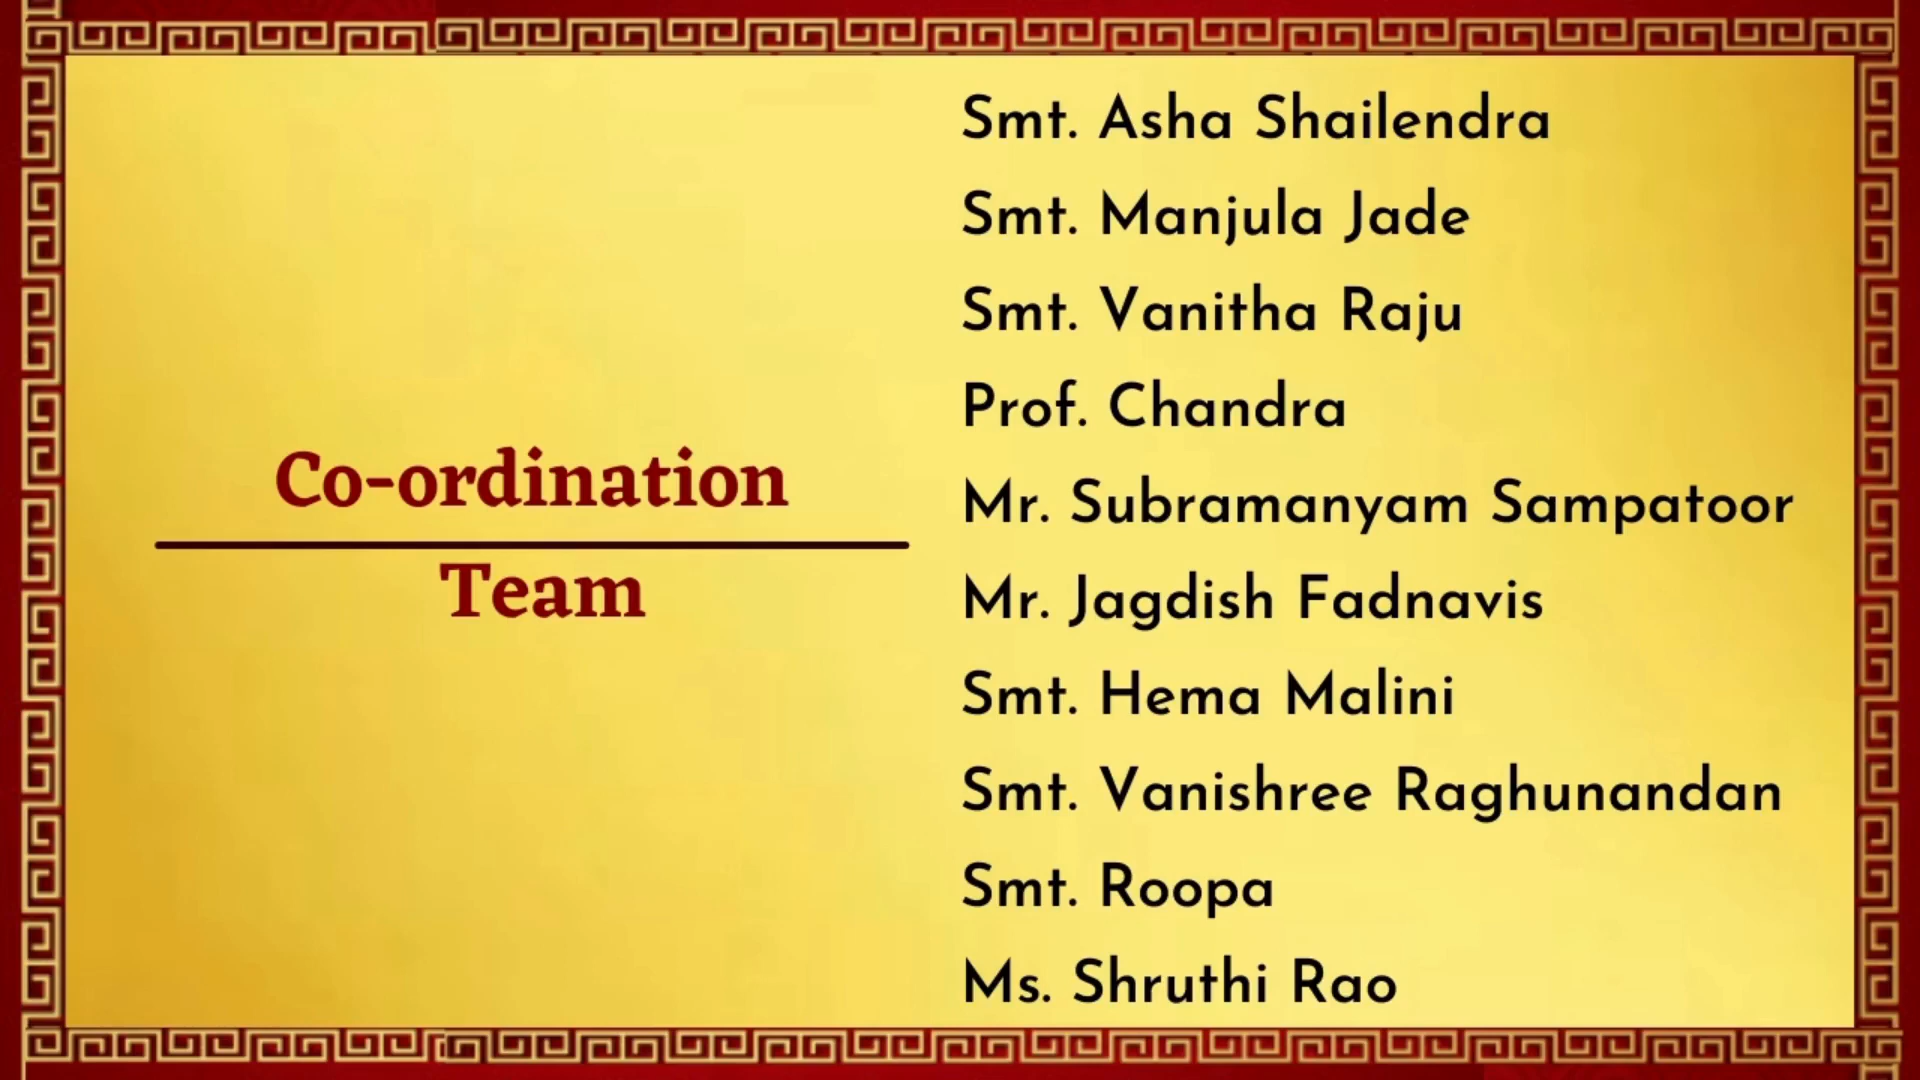 Co-ordination
Team
Smt. Asha Shailendra
Smt. Manjula Jade
Smt. Vanitha Raju
Prof. Chandra
Mr. Subramanyam Sampatoor
Mr. Jagdish Fadnavis
Smt. Hema Malini
Smt. Vanishree Raghunandan
Smt. Roopa
Ms. Shruthi Rao